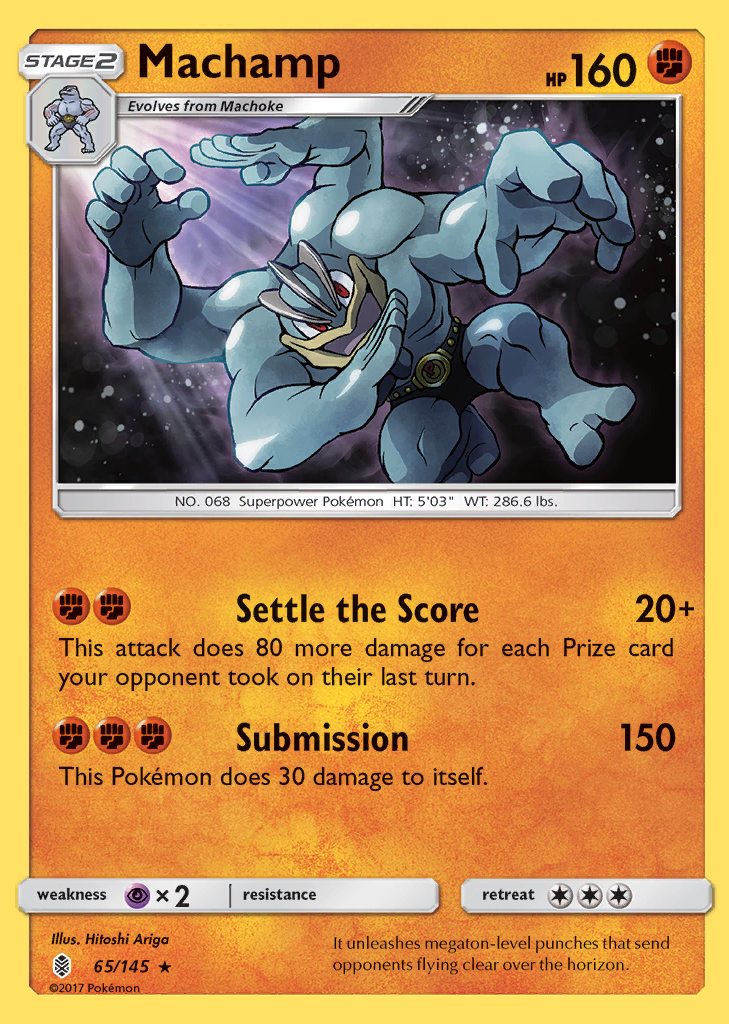 STAGE2
Machamp
HP160
Evolves from Machoke
NO. 068 Superpower Pokémon HT: 5'03" WT: 286.6 lbs.
Settle the Score 20+
This attack does 80 more damage for each Prize card
your opponent took on their last turn.
Submission 150
This Pokémon does 30 damage to itself.
weakness ×2 resistance retreat
Illus. Hitoshi Ariga
65/145 ★
©2017 Pokémon
It unleashes megaton-level punches that send
opponents flying clear over the horizon.